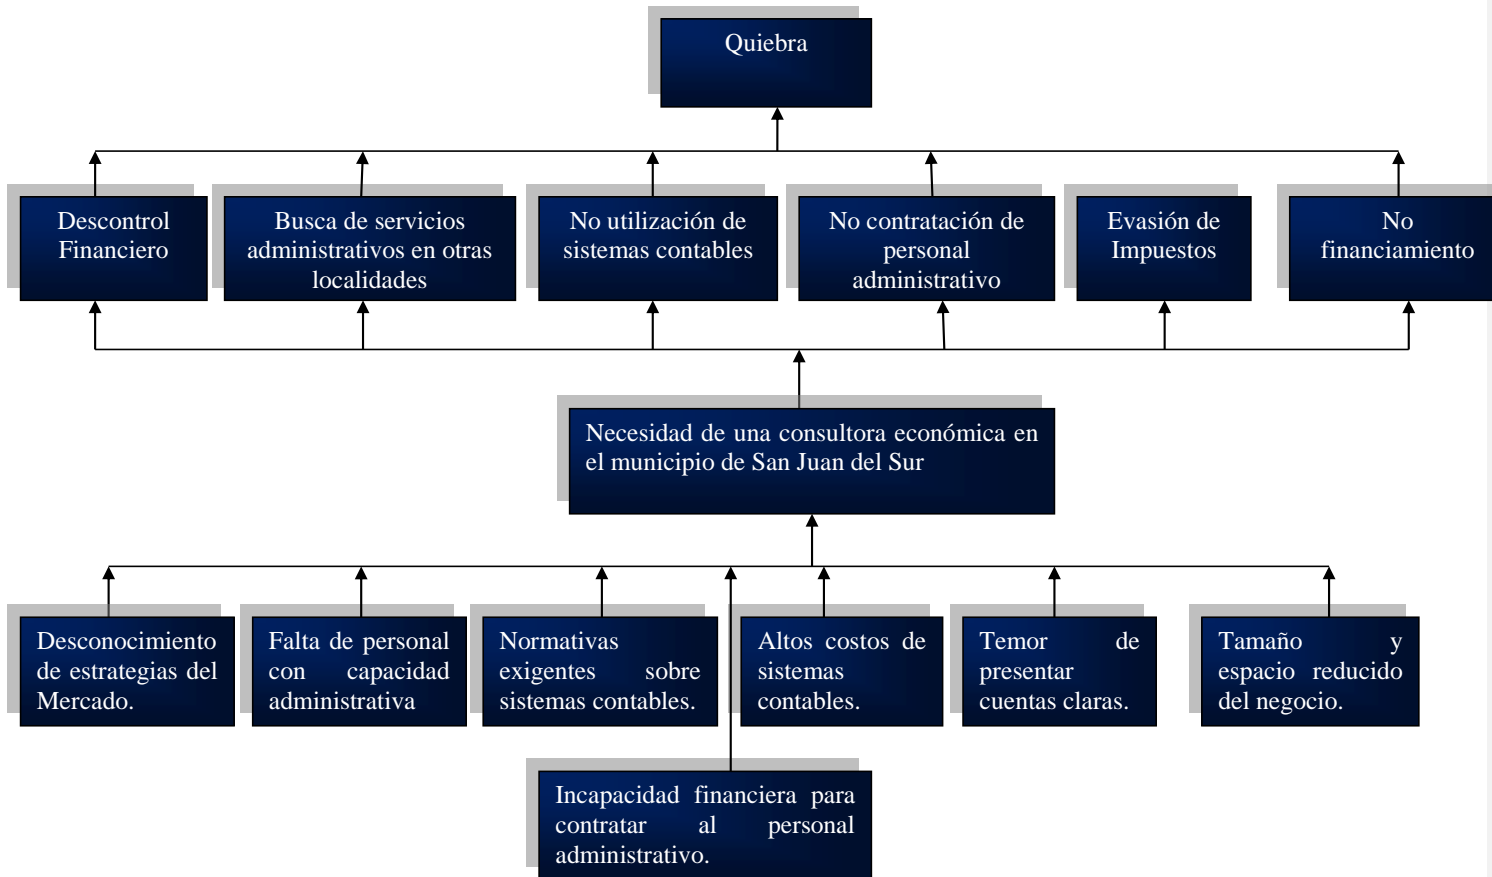 Quiebra
Descontrol
Financiero
Busca de servicios
administrativos en otras
localidades
No utilización de
sistemas contables
No contratación de
personal
administrativo
Evasión de
Impuestos
No
financiamiento
Necesidad de una consultora económica en
el municipio de San Juan del Sur
Desconocimiento
de estrategias del
Mercado.
Falta de personal
con capacidad
administrativa
Normativas
exigentes sobre
sistemas contables.
Altos costos de
sistemas
contables.
Temor de
presentar
cuentas claras.
Tamaño y
espacio reducido
del negocio.
Incapacidad financiera para
contratar al personal
administrativo.